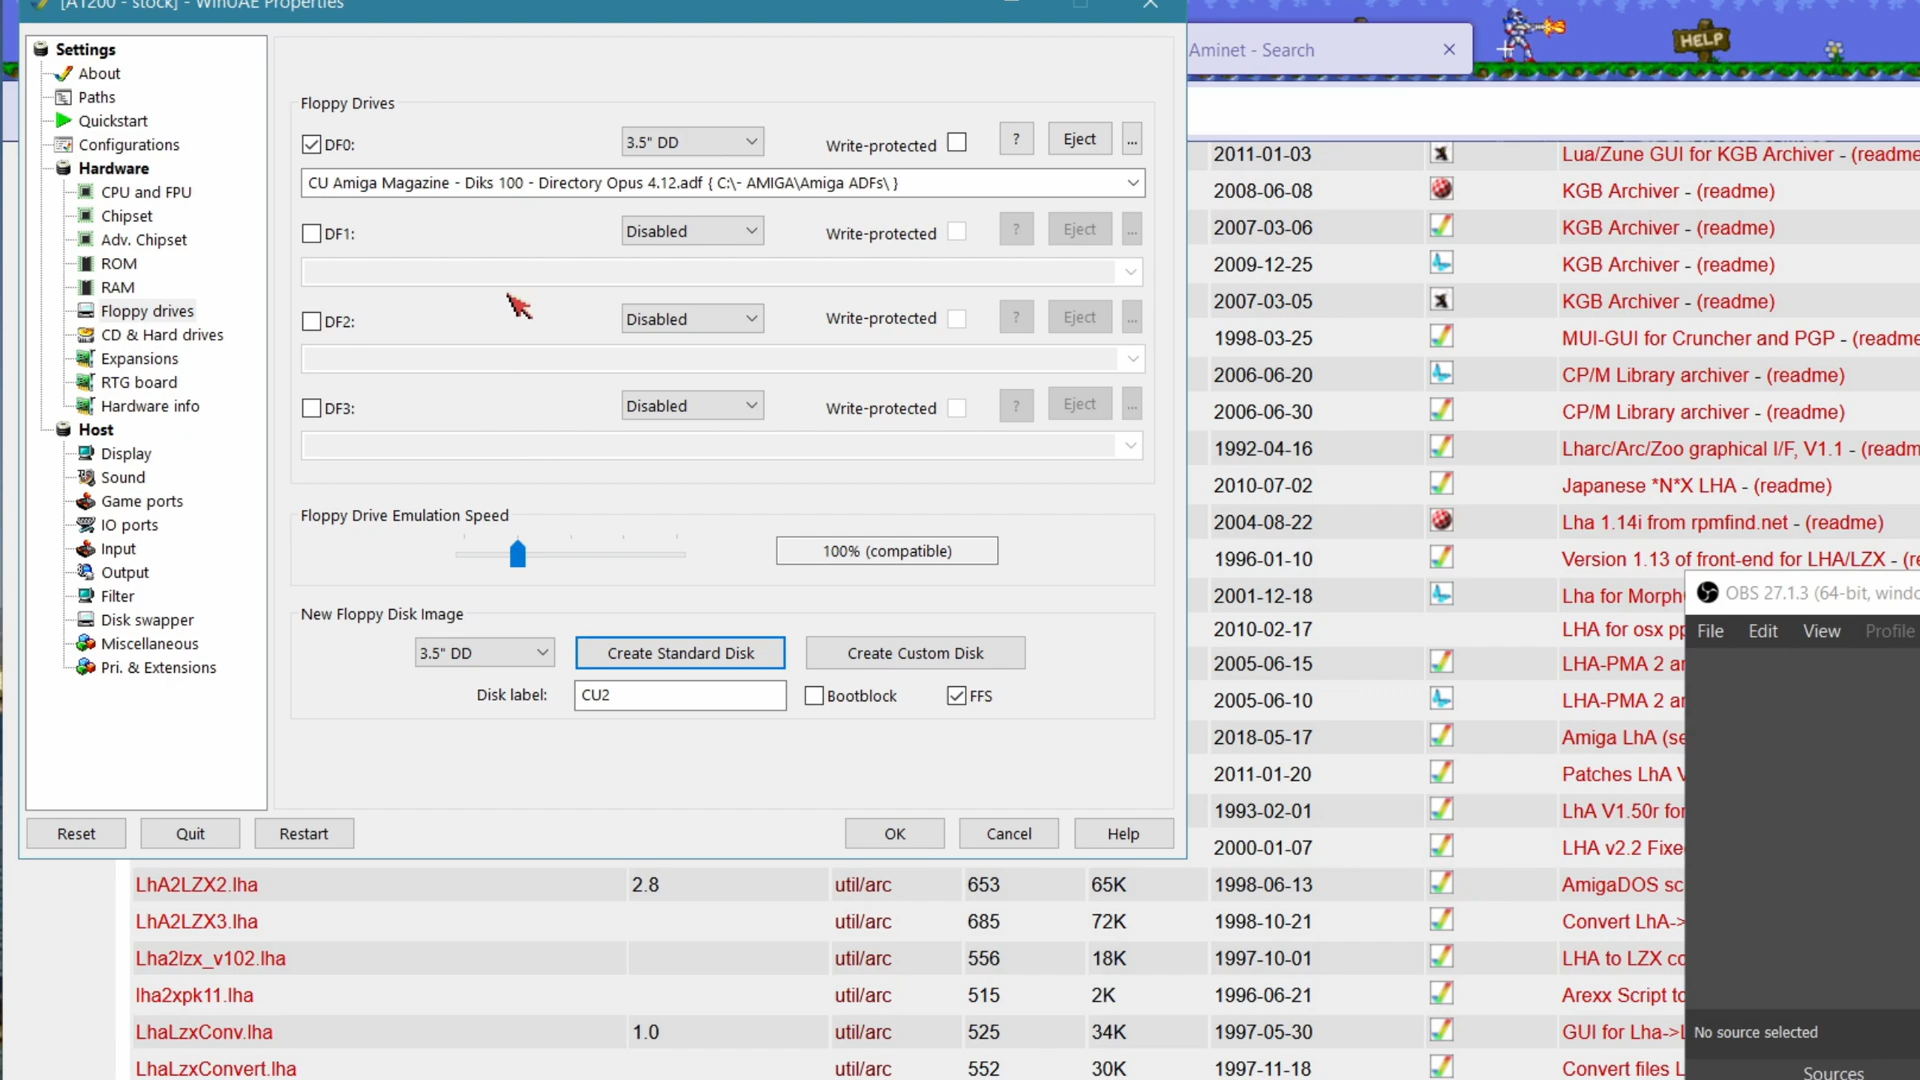 [A1200 - stock] - WinUAE Properties
Settings
About
Paths
Quickstart
Configurations
Hardware
CPU and FPU
Chipset
Adv. Chipset
ROM
RAM
Floppy drives
CD & Hard drives
Expansions
RTG board
Hardware info
Host
Display
Sound
Game ports
IO ports
Input
Output
Filter
Disk swapper
Miscellaneous
Pri. & Extensions
Floppy Drives
DF0: 3.5" DD Write-protected ? Eject ...
CU Amiga Magazine - Diks 100 - Directory Opus 4.12.adf { C:\- AMIGA\Amiga ADFs\ }
DF1: Disabled Write-protected ? Eject ...
DF2: Disabled Write-protected ? Eject ...
DF3: Disabled Write-protected ? Eject ...
Floppy Drive Emulation Speed
100% (compatible)
New Floppy Disk Image
3.5" DD Create Standard Disk Create Custom Disk
Disk label: CU2 Bootblock FFS
Reset Quit Restart OK Cancel Help
Aminet - Search
HELP
2011-01-03 Lua/Zune GUI for KGB Archiver - (readme
2008-06-08 KGB Archiver - (readme)
2007-03-06 KGB Archiver - (readme)
2009-12-25 KGB Archiver - (readme)
2007-03-05 KGB Archiver - (readme)
1998-03-25 MUI-GUI for Cruncher and PGP - (readme
2006-06-20 CP/M Library archiver - (readme)
2006-06-30 CP/M Library archiver - (readme)
1992-04-16 Lharc/Arc/Zoo graphical I/F, V1.1 - (readm
2010-07-02 Japanese *N*X LHA - (readme)
2004-08-22 Lha 1.14i from rpmfind.net - (readme)
1996-01-10 Version 1.13 of front-end for LHA/LZX - (re
2001-12-18 Lha for Morph
2010-02-17 LHA for osx pp
2005-06-15 LHA-PMA 2 ar
2005-06-10 LHA-PMA 2 ar
2018-05-17 Amiga LhA (se
2011-01-20 Patches LhA V
1993-02-01 LhA V1.50r for
2000-01-07 LHA v2.2 Fixe
LhA2LZX2.lha 2.8 util/arc 653 65K 1998-06-13 AmigaDOS sc
LhA2LZX3.lha util/arc 685 72K 1998-10-21 Convert LhA->
Lha2lzx_v102.lha util/arc 556 18K 1997-10-01 LHA to LZX co
lha2xpk11.lha util/arc 515 2K 1996-06-21 Arexx Script to
LhaLzxConv.lha 1.0 util/arc 525 34K 1997-05-30 GUI for Lha->L
LhaLzxConvert.lha util/arc 552 30K 1997-11-18 Convert files L
OBS 27.1.3 (64-bit, windo
File Edit View Profile
No source selected
Sources